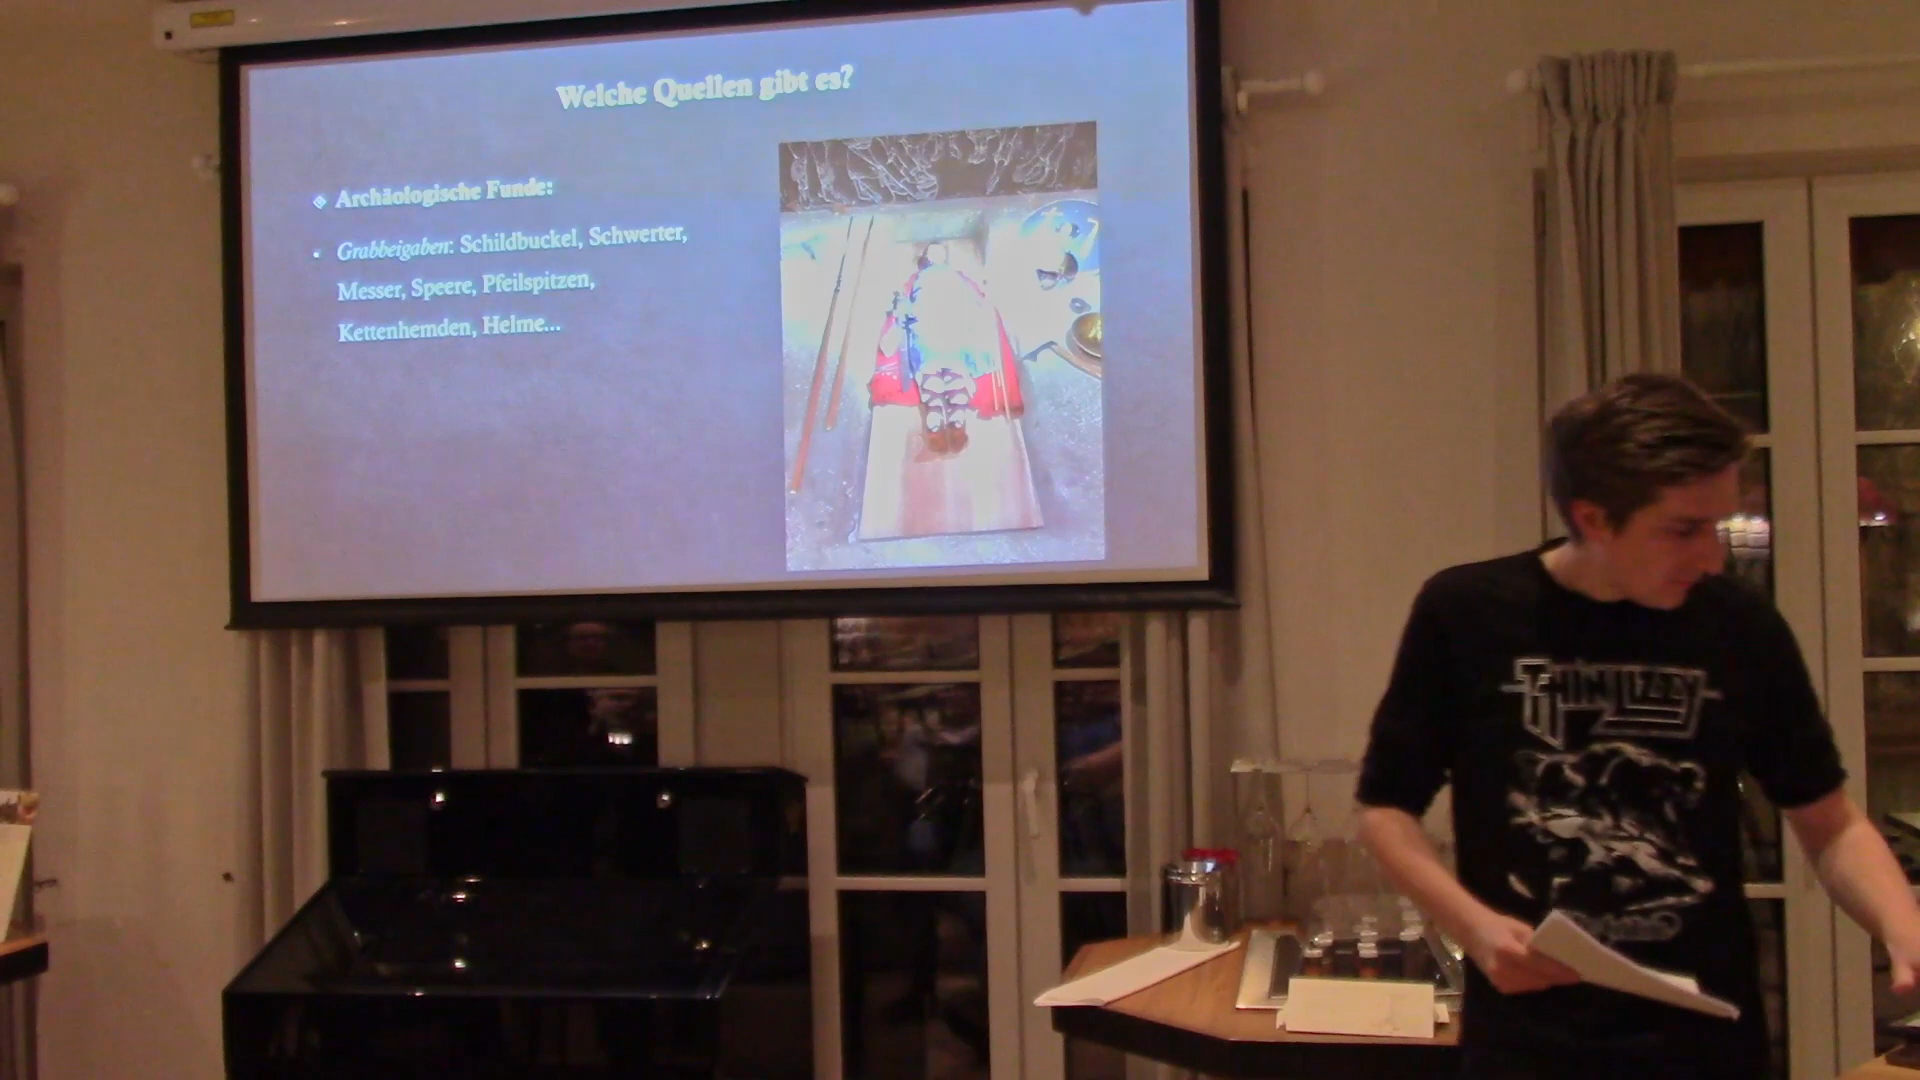 Welche Quellen gibt es?
Archäologische Funde:
Grabbeigaben: Schildbuckel, Schwerter,
Messer, Speere, Pfeilspitzen,
Kettenhemden, Helme...
THIN LIZZY